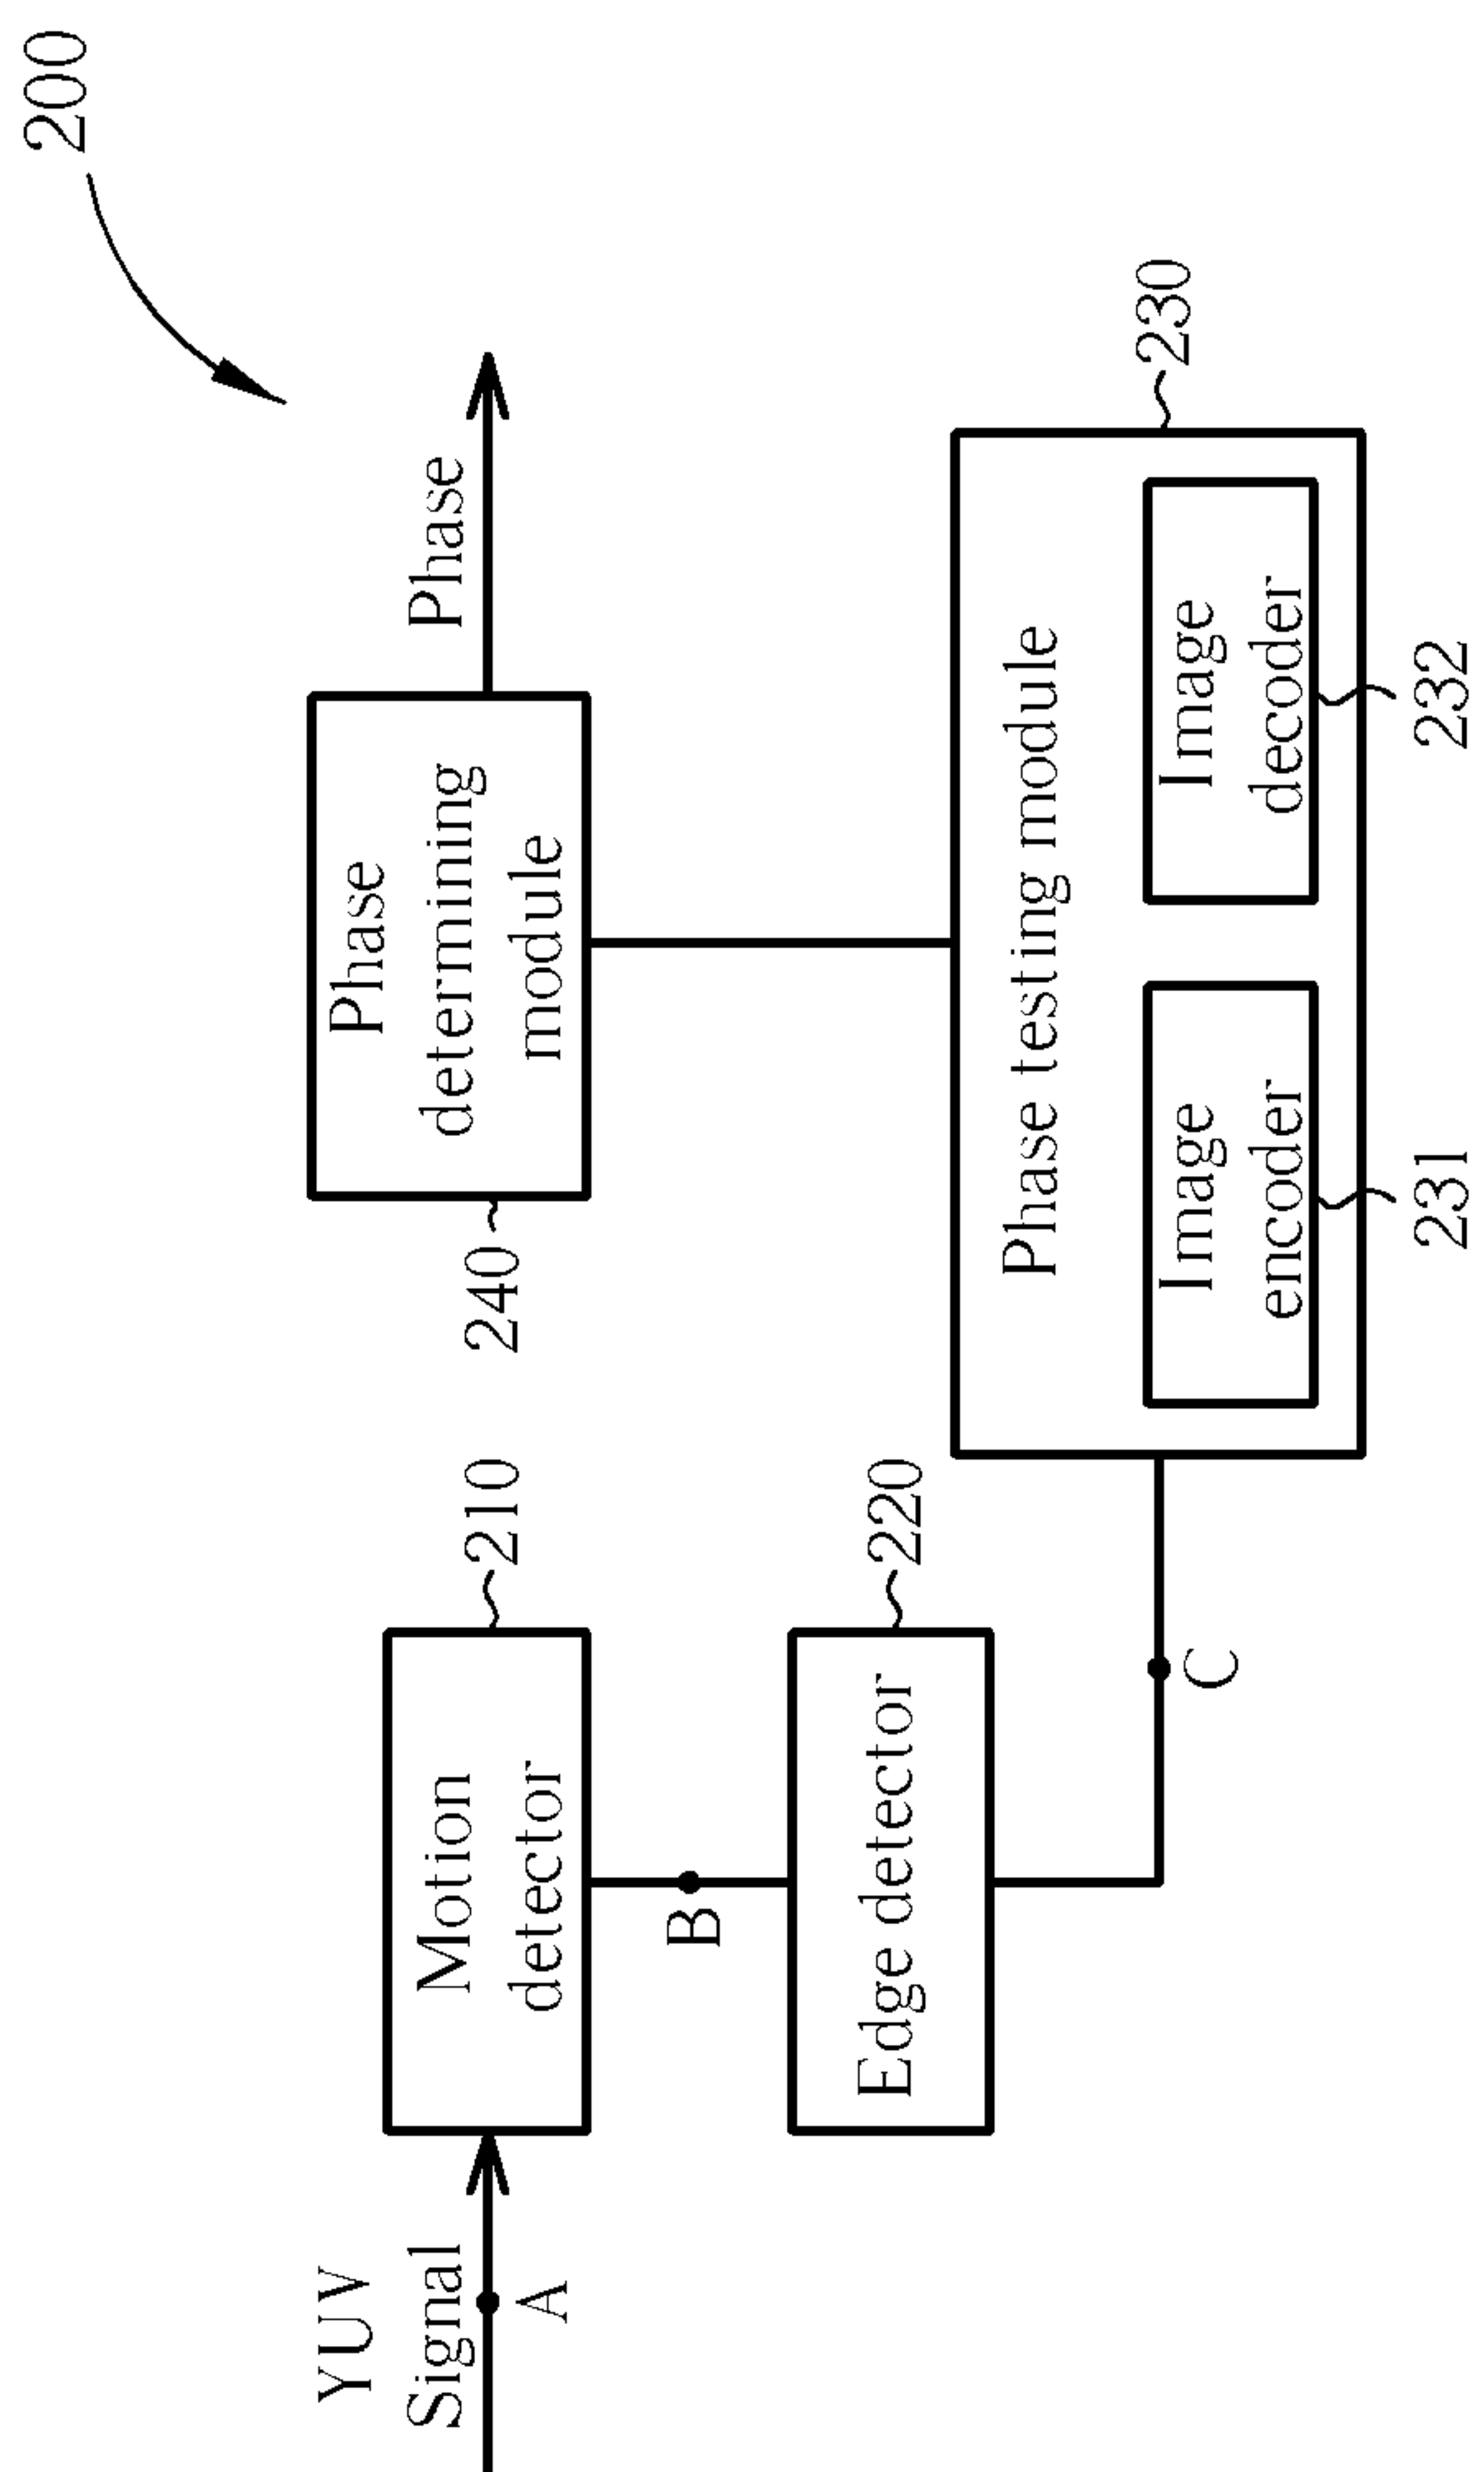 200
YUV
Signal
A
Motion
detector
210
B
Edge detector
220
C
Phase
determining
module
240
Phase
Phase testing module
230
Image
encoder
231
Image
decoder
232